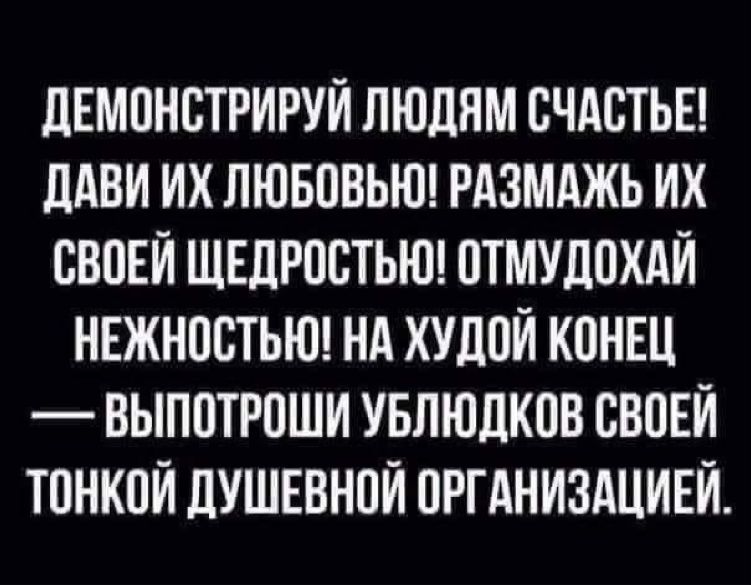 ДЕМОНСТРИРУЙ ЛЮДЯМ СЧАСТЬЕ!
ДАВИ ИХ ЛЮБОВЬЮ! РАЗМАЖЬ ИХ
СВОЕЙ ЩЕДРОСТЬЮ! ОТМУДОХАЙ
НЕЖНОСТЬЮ! НА ХУДОЙ КОНЕЦ
— ВЫПОТРОШИ УБЛЮДКОВ СВОЕЙ
ТОНКОЙ ДУШЕВНОЙ ОРГАНИЗАЦИЕЙ.